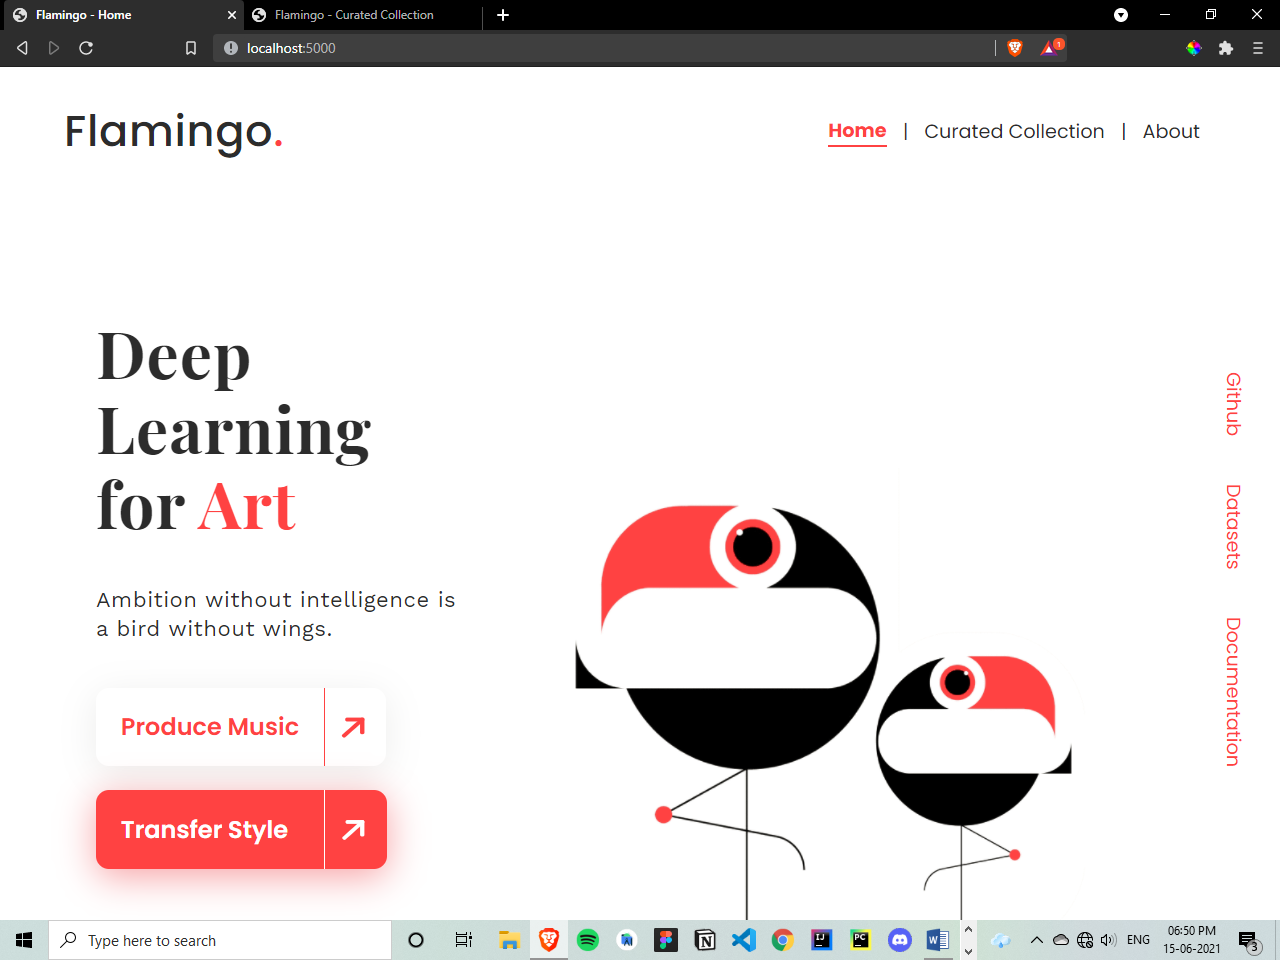 Flamingo - Home
Flamingo - Curated Collection
localhost:5000
1
Flamingo.
Home | Curated Collection | About
Deep
Learning
for Art
Ambition without intelligence is
a bird without wings.
Produce Music
Transfer Style
Github
Datasets
Documentation
Type here to search
ENG
06:50 PM
15-06-2021
3